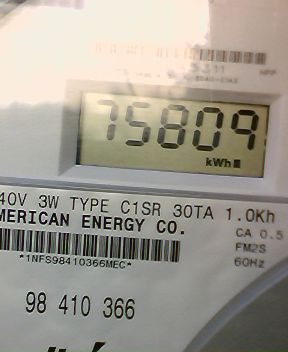 75809
kWh
40V 3W TYPE C1SR 30TA 1.0Kh
MERICAN ENERGY CO.
CA 0.5
FM2S
60Hz
*1NFS98410366MEC*
98 410 366